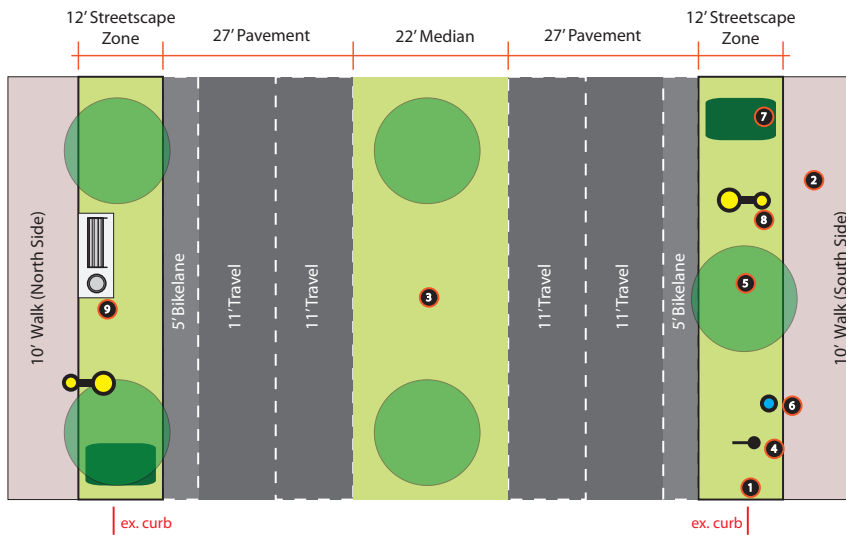 12’ Streetscape
Zone
27’ Pavement
22’ Median
27’ Pavement
12’ Streetscape
Zone
10’ Walk (North Side)
5’ Bikelane
11’ Travel
11’ Travel
11’ Travel
11’ Travel
5’ Bikelane
10’ Walk (South Side)
7
2
8
5
3
9
6
4
1
ex. curb
ex. curb